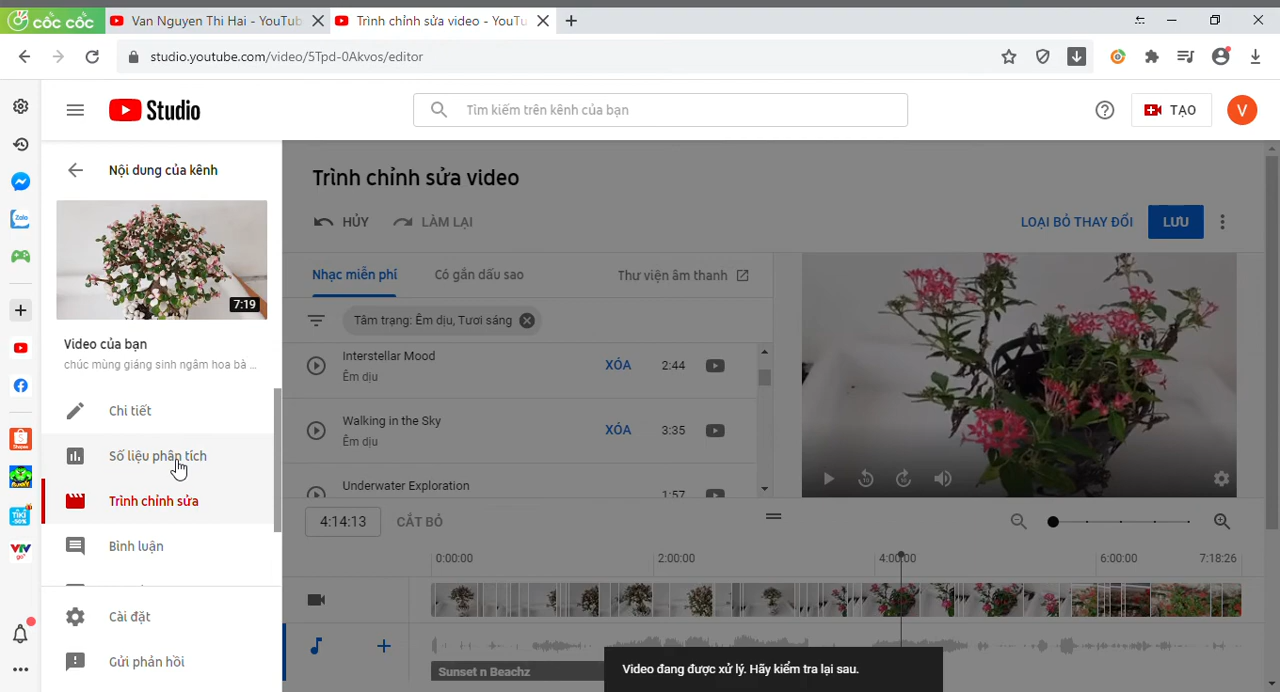 cốc cốc
Van Nguyen Thi Hai - YouTub
Trình chỉnh sửa video - YouTu
studio.youtube.com/video/5Tpd-0Akvos/editor
Studio
Tìm kiếm trên kênh của bạn
TẠO
V
Nội dung của kênh
7:19
Video của bạn
chúc mùng giáng sinh ngâm hoa bà ...
Chi tiết
Số liệu phân tích
Trình chỉnh sửa
Bình luận
Cài đặt
Gửi phản hồi
Trình chỉnh sửa video
HỦY
LÀM LẠI
LOẠI BỎ THAY ĐỔI
LƯU
Nhạc miễn phí
Có gắn dấu sao
Thư viện âm thanh
Tâm trạng: Êm dịu, Tươi sáng
Interstellar Mood
Êm dịu
XÓA
2:44
Walking in the Sky
Êm dịu
XÓA
3:35
Underwater Exploration
1:57
4:14:13
CẮT BỎ
0:00:00
2:00:00
4:00:00
6:00:00
7:18:26
Sunset n Beachz
Video đang được xử lý. Hãy kiểm tra lại sau.
Zalo
TIKI
-50%
VTV
go